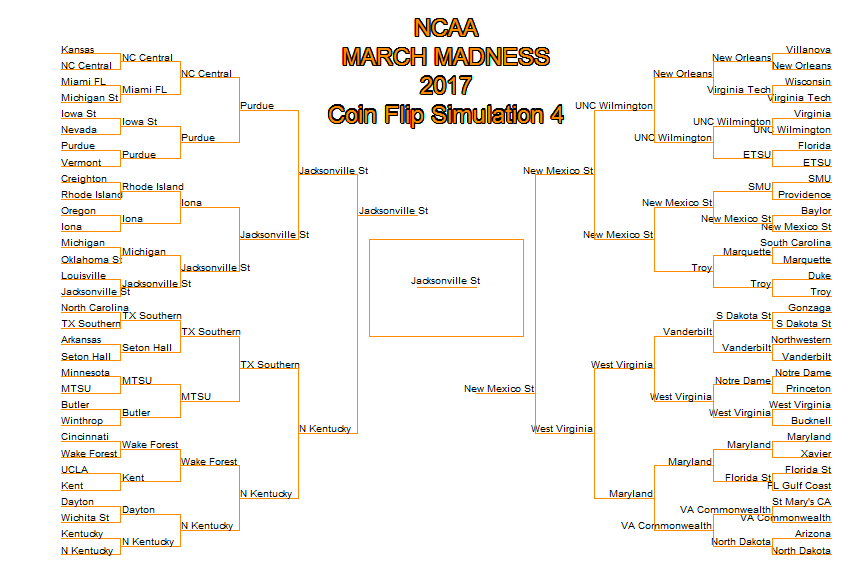 NCAA
MARCH MADNESS
2017
Coin Flip Simulation 4
Kansas
NC Central
Miami FL
Michigan St
Iowa St
Nevada
Purdue
Vermont
Creighton
Rhode Island
Oregon
Iona
Michigan
Oklahoma St
Louisville
Jacksonville St
North Carolina
TX Southern
Arkansas
Seton Hall
Minnesota
MTSU
Butler
Winthrop
Cincinnati
Wake Forest
UCLA
Kent
Dayton
Wichita St
Kentucky
N Kentucky
NC Central
Miami FL
Iowa St
Purdue
Rhode Island
Iona
Michigan
Jacksonville St
TX Southern
Seton Hall
MTSU
Butler
Wake Forest
Kent
Dayton
N Kentucky
NC Central
Purdue
Iona
Jacksonville St
TX Southern
MTSU
Wake Forest
N Kentucky
Purdue
Jacksonville St
TX Southern
N Kentucky
Jacksonville St
N Kentucky
Jacksonville St
Jacksonville St
New Mexico St
New Mexico St
West Virginia
UNC Wilmington
New Mexico St
West Virginia
Maryland
New Orleans
UNC Wilmington
New Mexico St
Troy
Vanderbilt
West Virginia
Maryland
VA Commonwealth
New Orleans
Virginia Tech
UNC Wilmington
ETSU
SMU
New Mexico St
Marquette
Troy
S Dakota St
Vanderbilt
Notre Dame
West Virginia
Maryland
Florida St
VA Commonwealth
North Dakota
Villanova
New Orleans
Wisconsin
Virginia Tech
Virginia
UNC Wilmington
Florida
ETSU
SMU
Providence
Baylor
New Mexico St
South Carolina
Marquette
Duke
Troy
Gonzaga
S Dakota St
Northwestern
Vanderbilt
Notre Dame
Princeton
West Virginia
Bucknell
Maryland
Xavier
Florida St
FL Gulf Coast
St Mary's CA
VA Commonwealth
Arizona
North Dakota